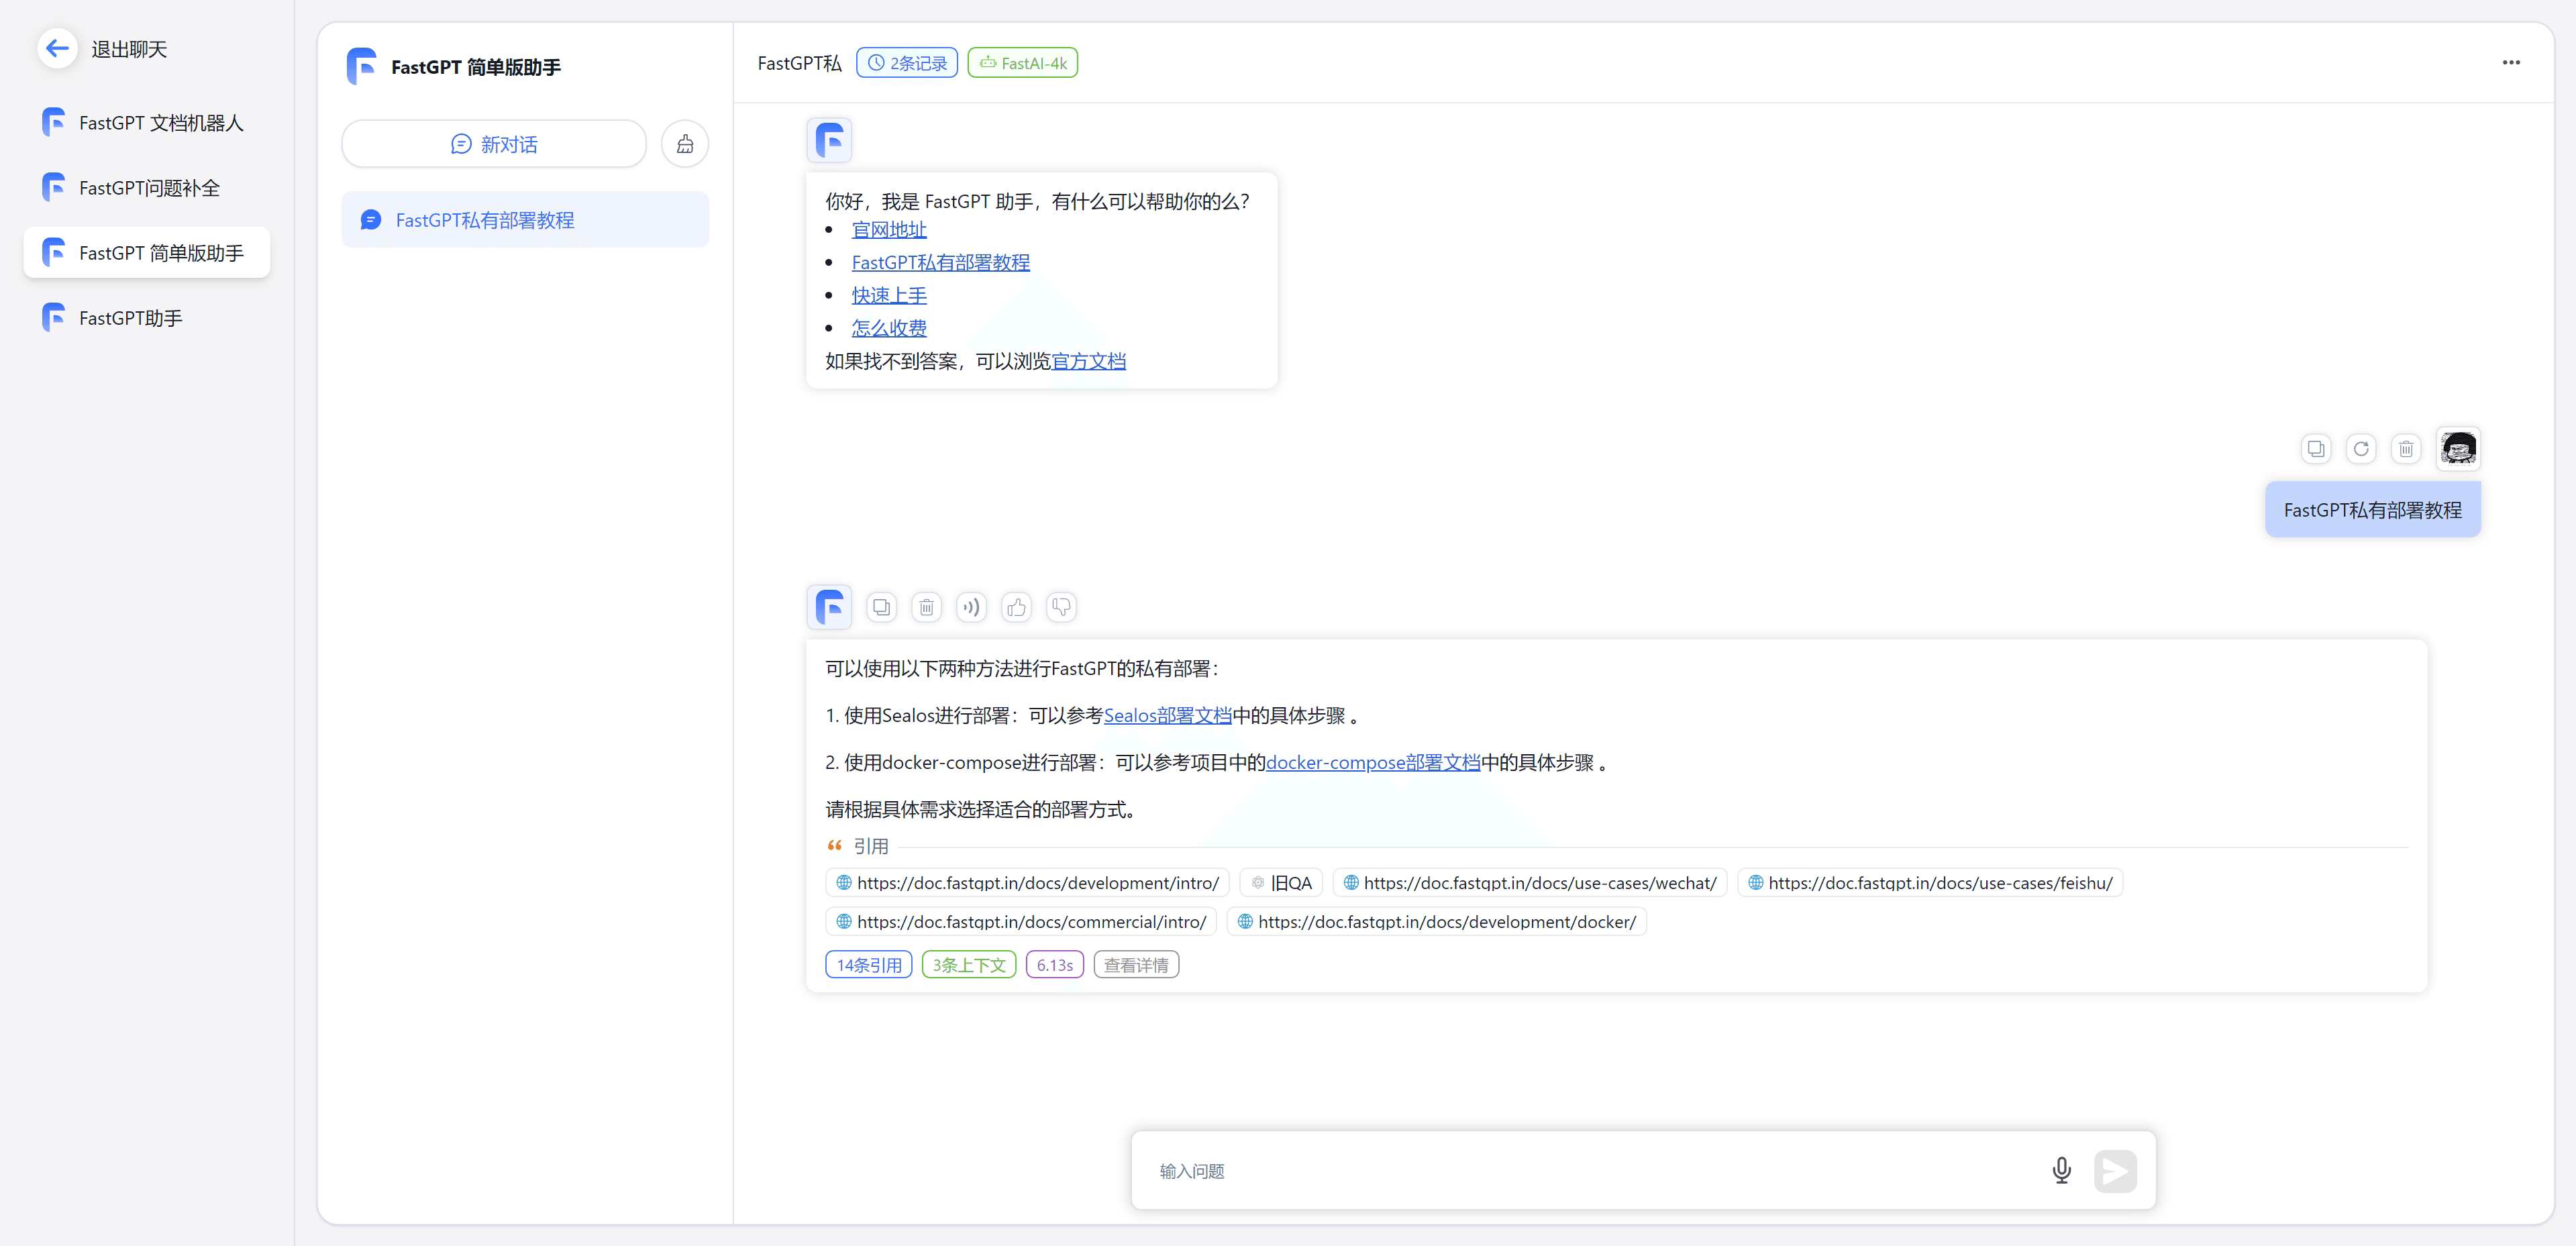 退出聊天
FastGPT 文档机器人
FastGPT问题补全
FastGPT 简单版助手
FastGPT助手
FastGPT 简单版助手
新对话
FastGPT私有部署教程
FastGPT私
2条记录
FastAI-4k
你好，我是 FastGPT 助手，有什么可以帮助你的么？
• 官网地址
• FastGPT私有部署教程
• 快速上手
• 怎么收费
如果找不到答案，可以浏览官方文档
FastGPT私有部署教程
可以使用以下两种方法进行FastGPT的私有部署：
1. 使用Sealos进行部署：可以参考Sealos部署文档中的具体步骤 。
2. 使用docker-compose进行部署：可以参考项目中的docker-compose部署文档中的具体步骤 。
请根据具体需求选择适合的部署方式。
引用
https://doc.fastgpt.in/docs/development/intro/ 旧QA https://doc.fastgpt.in/docs/use-cases/wechat/ https://doc.fastgpt.in/docs/use-cases/feishu/
https://doc.fastgpt.in/docs/commercial/intro/ https://doc.fastgpt.in/docs/development/docker/
14条引用 3条上下文 6.13s 查看详情
输入问题